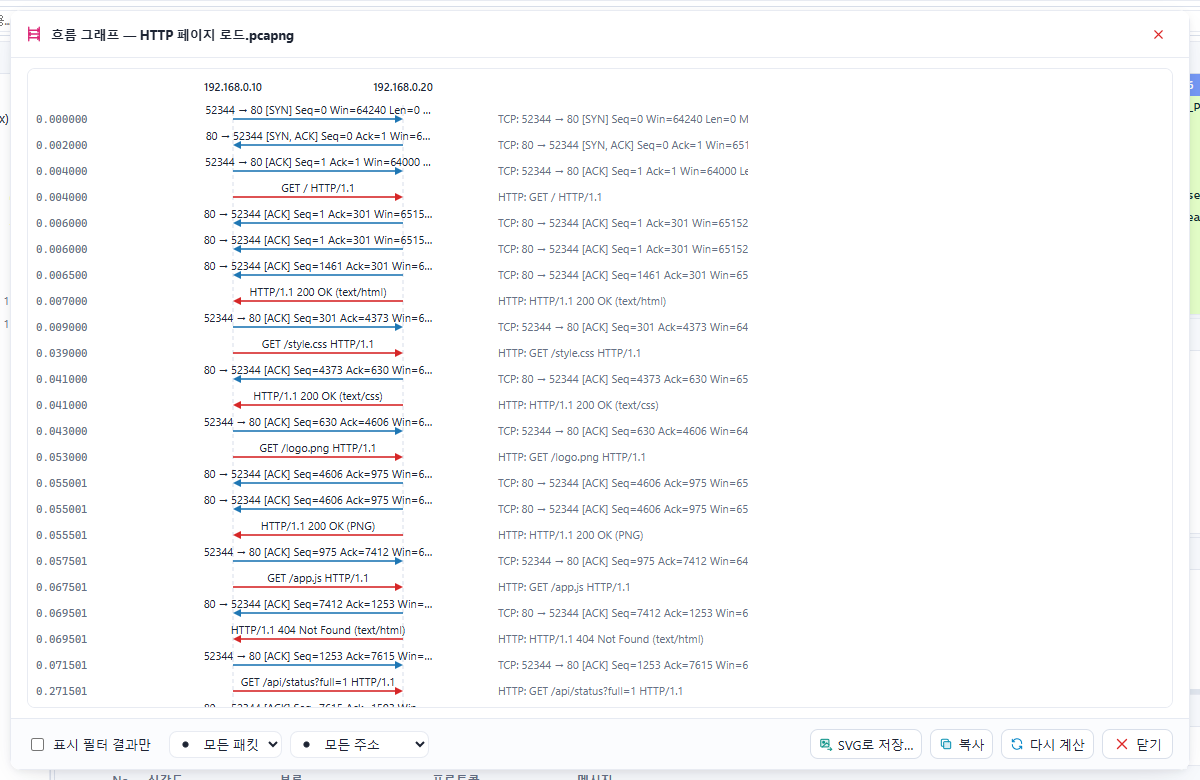 흐름 그래프 — HTTP 페이지 로드.pcapng
192.168.0.10 192.168.0.20
52344 → 80 [SYN] Seq=0 Win=64240 Len=0 ...
0.000000 TCP: 52344 → 80 [SYN] Seq=0 Win=64240 Len=0 M
80 → 52344 [SYN, ACK] Seq=0 Ack=1 Win=6...
0.002000 TCP: 80 → 52344 [SYN, ACK] Seq=0 Ack=1 Win=651
52344 → 80 [ACK] Seq=1 Ack=1 Win=64000 ...
0.004000 TCP: 52344 → 80 [ACK] Seq=1 Ack=1 Win=64000 Le
GET / HTTP/1.1
0.004000 HTTP: GET / HTTP/1.1
80 → 52344 [ACK] Seq=1 Ack=301 Win=6515...
0.006000 TCP: 80 → 52344 [ACK] Seq=1 Ack=301 Win=65152
80 → 52344 [ACK] Seq=1 Ack=301 Win=6515...
0.006000 TCP: 80 → 52344 [ACK] Seq=1 Ack=301 Win=65152
80 → 52344 [ACK] Seq=1461 Ack=301 Win=6...
0.006500 TCP: 80 → 52344 [ACK] Seq=1461 Ack=301 Win=65
HTTP/1.1 200 OK (text/html)
0.007000 HTTP: HTTP/1.1 200 OK (text/html)
52344 → 80 [ACK] Seq=301 Ack=4373 Win=6...
0.009000 TCP: 52344 → 80 [ACK] Seq=301 Ack=4373 Win=64
GET /style.css HTTP/1.1
0.039000 HTTP: GET /style.css HTTP/1.1
80 → 52344 [ACK] Seq=4373 Ack=630 Win=6...
0.041000 TCP: 80 → 52344 [ACK] Seq=4373 Ack=630 Win=65
HTTP/1.1 200 OK (text/css)
0.041000 HTTP: HTTP/1.1 200 OK (text/css)
52344 → 80 [ACK] Seq=630 Ack=4606 Win=6...
0.043000 TCP: 52344 → 80 [ACK] Seq=630 Ack=4606 Win=64
GET /logo.png HTTP/1.1
0.053000 HTTP: GET /logo.png HTTP/1.1
80 → 52344 [ACK] Seq=4606 Ack=975 Win=6...
0.055001 TCP: 80 → 52344 [ACK] Seq=4606 Ack=975 Win=65
80 → 52344 [ACK] Seq=4606 Ack=975 Win=6...
0.055001 TCP: 80 → 52344 [ACK] Seq=4606 Ack=975 Win=65
HTTP/1.1 200 OK (PNG)
0.055501 HTTP: HTTP/1.1 200 OK (PNG)
52344 → 80 [ACK] Seq=975 Ack=7412 Win=6...
0.057501 TCP: 52344 → 80 [ACK] Seq=975 Ack=7412 Win=64
GET /app.js HTTP/1.1
0.067501 HTTP: GET /app.js HTTP/1.1
80 → 52344 [ACK] Seq=7412 Ack=1253 Win=...
0.069501 TCP: 80 → 52344 [ACK] Seq=7412 Ack=1253 Win=6
HTTP/1.1 404 Not Found (text/html)
0.069501 HTTP: HTTP/1.1 404 Not Found (text/html)
52344 → 80 [ACK] Seq=1253 Ack=7615 Win=...
0.071501 TCP: 52344 → 80 [ACK] Seq=1253 Ack=7615 Win=6
GET /api/status?full=1 HTTP/1.1
0.271501 HTTP: GET /api/status?full=1 HTTP/1.1
표시 필터 결과만 ● 모든 패킷 ● 모든 주소 SVG로 저장... 복사 다시 계산 닫기